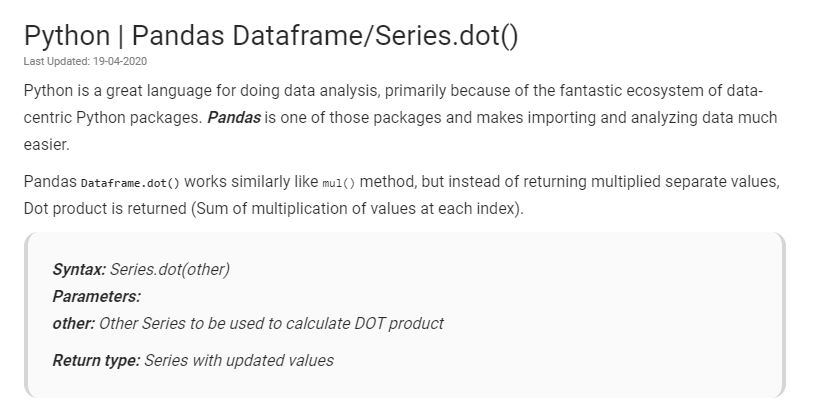 Python | Pandas Dataframe/Series.dot()
Last Updated: 19-04-2020
Python is a great language for doing data analysis, primarily because of the fantastic ecosystem of data-
centric Python packages. Pandas is one of those packages and makes importing and analyzing data much
easier.
Pandas Dataframe.dot() works similarly like mul() method, but instead of returning multiplied separate values,
Dot product is returned (Sum of multiplication of values at each index).
Syntax: Series.dot(other)
Parameters:
other: Other Series to be used to calculate DOT product
Return type: Series with updated values